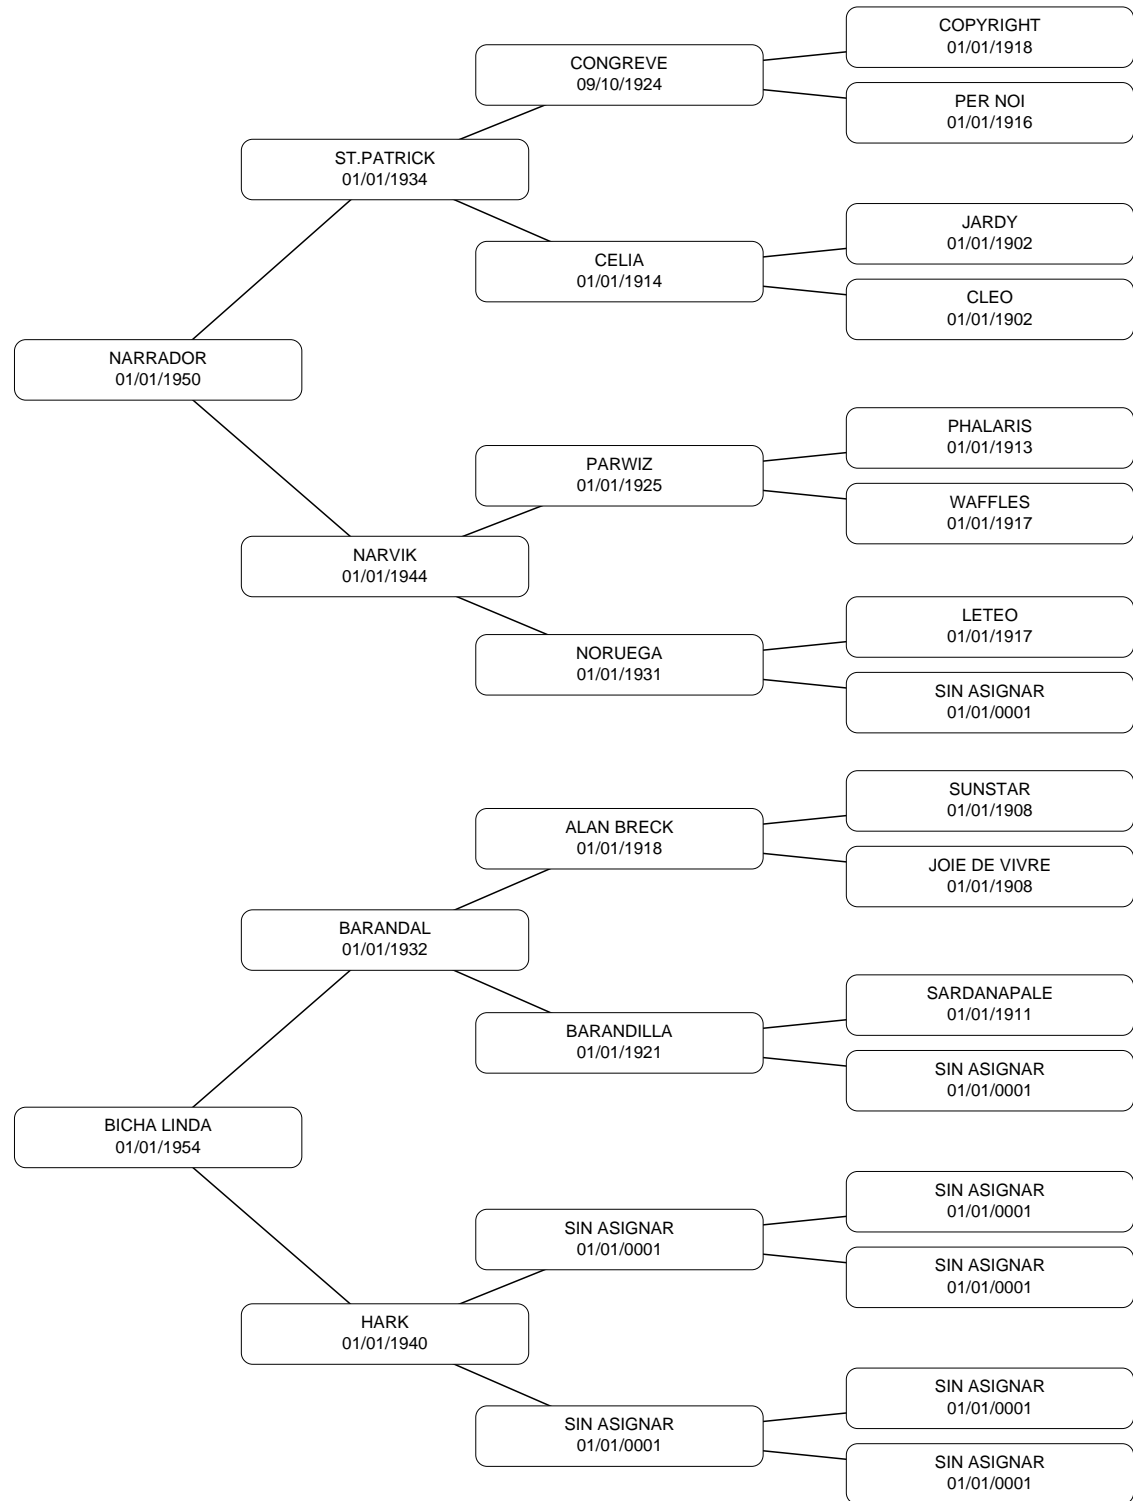 COPYRIGHT
01/01/1918
CONGREVE
09/10/1924
PER NOI
01/01/1916
ST.PATRICK
01/01/1934
JARDY
01/01/1902
CELIA
01/01/1914
CLEO
01/01/1902
NARRADOR
01/01/1950
PHALARIS
01/01/1913
PARWIZ
01/01/1925
WAFFLES
01/01/1917
NARVIK
01/01/1944
LETEO
01/01/1917
NORUEGA
01/01/1931
SIN ASIGNAR
01/01/0001
SUNSTAR
01/01/1908
ALAN BRECK
01/01/1918
JOIE DE VIVRE
01/01/1908
BARANDAL
01/01/1932
SARDANAPALE
01/01/1911
BARANDILLA
01/01/1921
SIN ASIGNAR
01/01/0001
BICHA LINDA
01/01/1954
SIN ASIGNAR
01/01/0001
SIN ASIGNAR
01/01/0001
SIN ASIGNAR
01/01/0001
HARK
01/01/1940
SIN ASIGNAR
01/01/0001
SIN ASIGNAR
01/01/0001
SIN ASIGNAR
01/01/0001